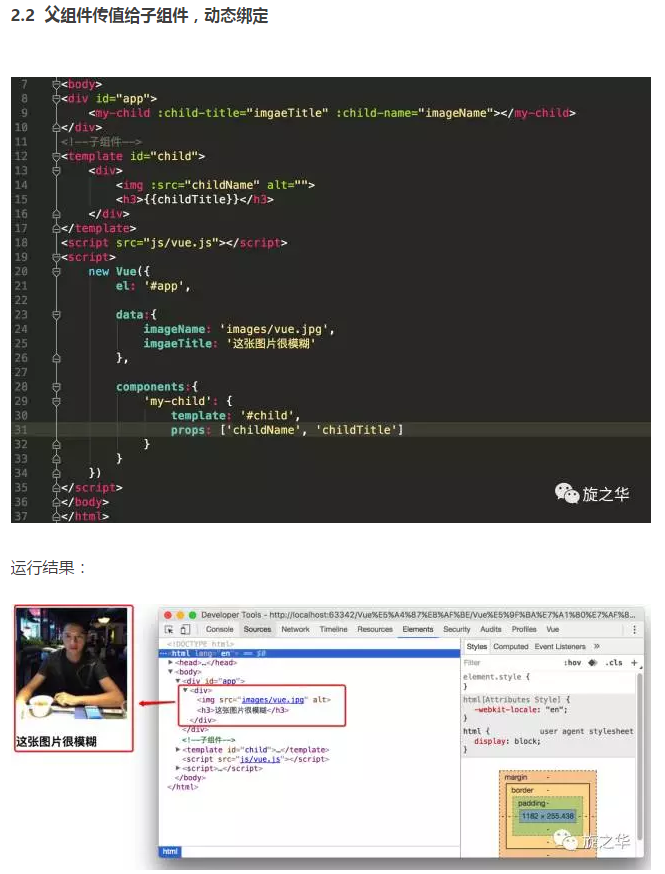 2.2 父组件传值给子组件，动态绑定
7 <body>
8 <div id="app">
9 <my-child :child-title="imgaeTitle" :child-name="imageName"></my-child>
10 </div>
11 <!--子组件-->
12 <template id="child">
13 <div>
14 <img :src="childName" alt="">
15 <h3>{{childTitle}}</h3>
16 </div>
17 </template>
18 <script src="js/vue.js"></script>
19 <script>
20 new Vue({
21 el: '#app',
22
23 data:{
24 imageName: 'images/vue.jpg',
25 imgaeTitle: '这张图片很模糊'
26 },
27
28 components:{
29 'my-child': {
30 template: '#child',
31 props: ['childName', 'childTitle']
32 }
33 }
34 })
35 </script>
36 </body>
37 </html>
旋之华
运行结果：
这张图片很模糊
Developer Tools - http://localhost:63342/Vue%E5%A4%87%E8%AF%BE/Vue%E5%9F%BA%E7%A1%80%E7%AF%8...
Console Sources Network Timeline Resources Elements Security Audits Profiles Vue
<!DOCTYPE html>
<html lang="en"> == $0
<head>…</head>
<body>
<div id="app">
<div>
<img src="images/vue.jpg" alt>
<h3>这张图片很模糊</h3>
</div>
</div>
<!--子组件-->
<template id="child">…</template>
<script src="js/vue.js"></script>
<script>…</script>
</body>
</html>
html
Styles Computed Event Listeners »
Filter :hov .cls +
element.style {
}
html[Attributes Style] {
-webkit-locale: "en";
}
html { user agent stylesheet
display: block;
}
margin -
border -
padding -
1182 × 255.438
旋之华